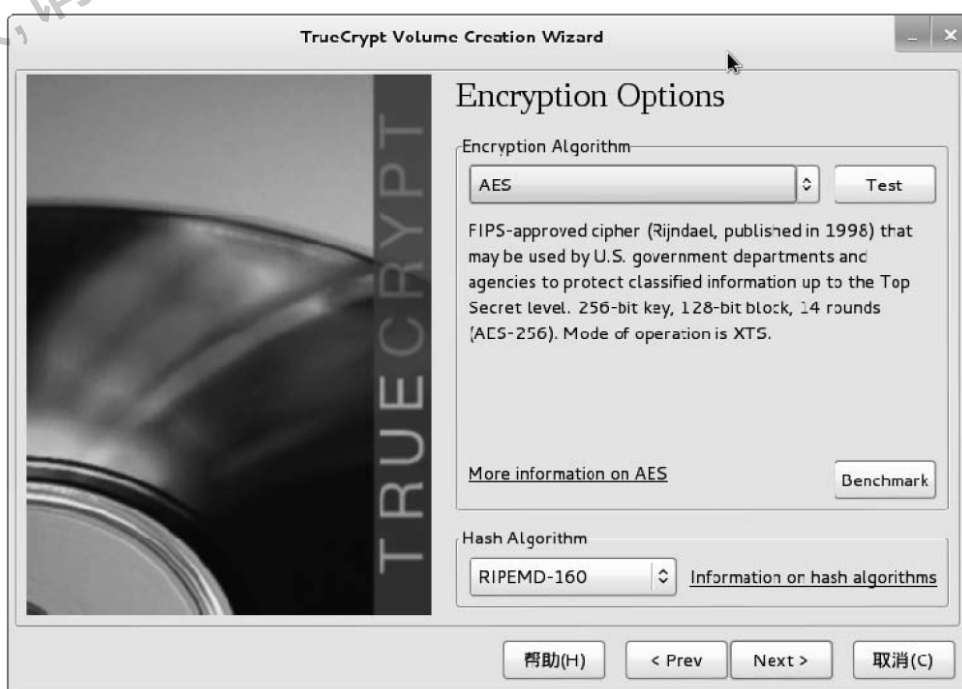 TrueCrypt Volume Creation Wizard
TRUECRYPT
Encryption Options
Encryption Algorithm
AES
Test
FIPS-approved cipher (Rijndael, published in 1998) that
may be used by U.S. government departments and
agencies to protect classified information up to the Top
Secret level. 256-bit key, 128-bit block, 14 rounds
(AES-256). Mode of operation is XTS.
More information on AES
Benchmark
Hash Algorithm
RIPEMD-160
Information on hash algorithms
帮助(H)
< Prev
Next >
取消(C)